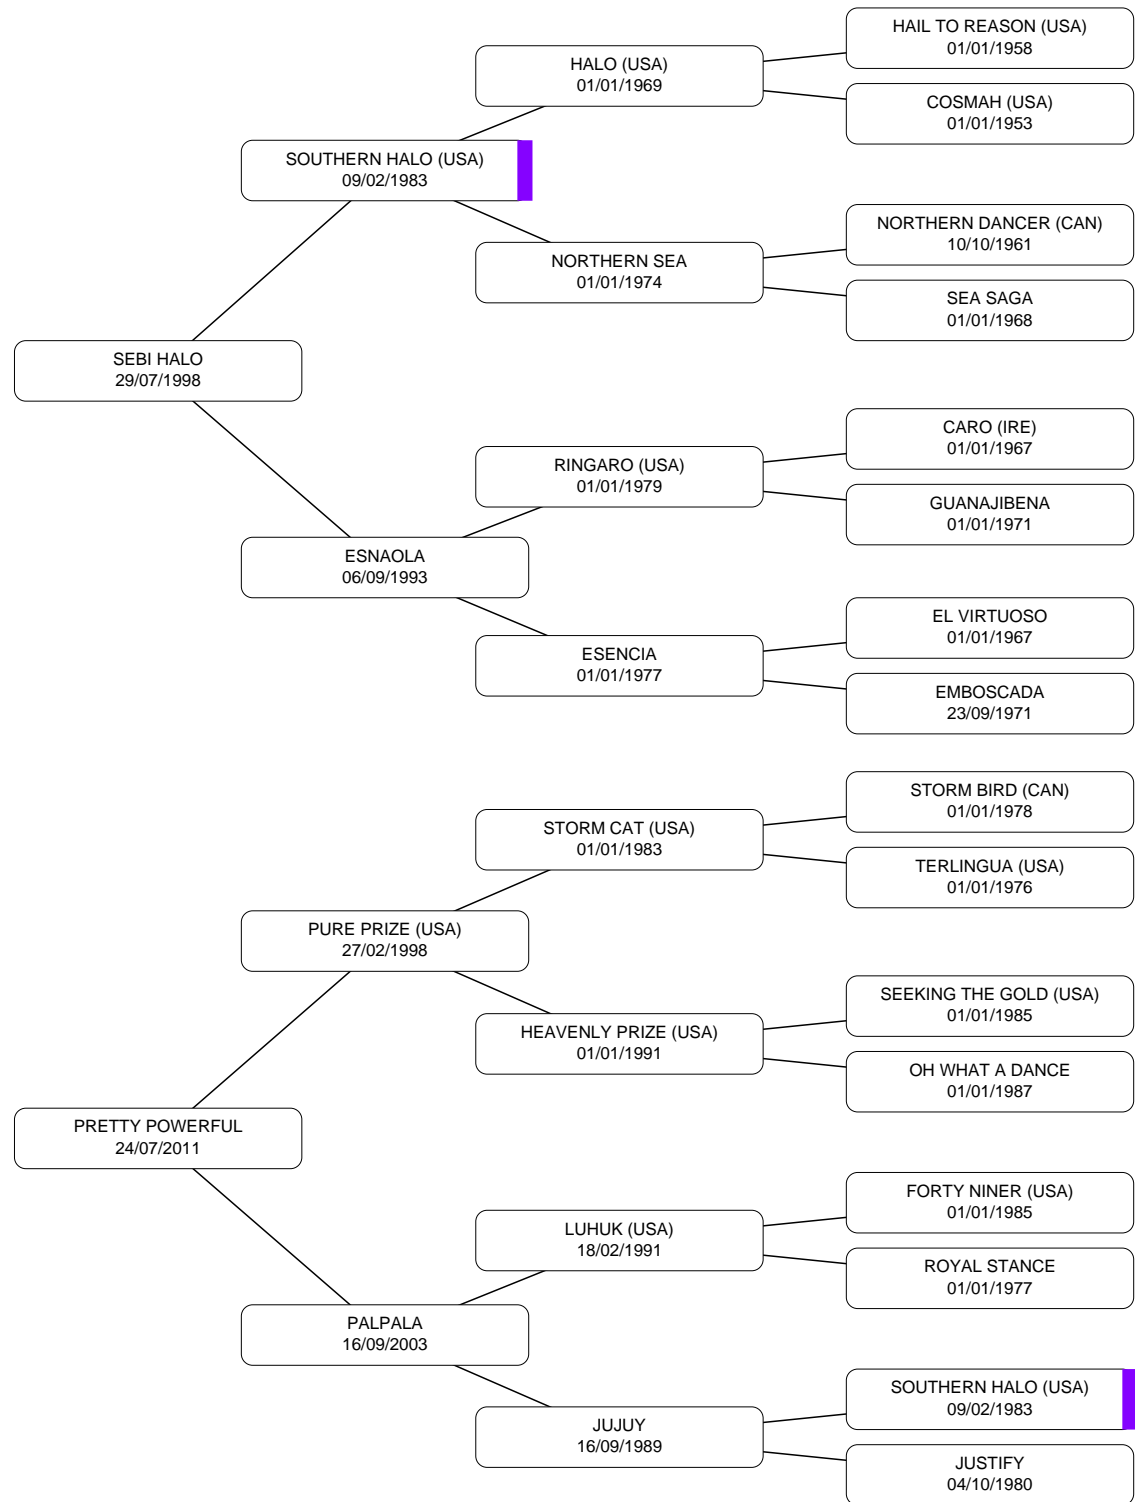 HAIL TO REASON (USA)
01/01/1958
HALO (USA)
01/01/1969
COSMAH (USA)
01/01/1953
SOUTHERN HALO (USA)
09/02/1983
NORTHERN DANCER (CAN)
10/10/1961
NORTHERN SEA
01/01/1974
SEA SAGA
01/01/1968
SEBI HALO
29/07/1998
CARO (IRE)
01/01/1967
RINGARO (USA)
01/01/1979
GUANAJIBENA
01/01/1971
ESNAOLA
06/09/1993
EL VIRTUOSO
01/01/1967
ESENCIA
01/01/1977
EMBOSCADA
23/09/1971
STORM BIRD (CAN)
01/01/1978
STORM CAT (USA)
01/01/1983
TERLINGUA (USA)
01/01/1976
PURE PRIZE (USA)
27/02/1998
SEEKING THE GOLD (USA)
01/01/1985
HEAVENLY PRIZE (USA)
01/01/1991
OH WHAT A DANCE
01/01/1987
PRETTY POWERFUL
24/07/2011
FORTY NINER (USA)
01/01/1985
LUHUK (USA)
18/02/1991
ROYAL STANCE
01/01/1977
PALPALA
16/09/2003
SOUTHERN HALO (USA)
09/02/1983
JUJUY
16/09/1989
JUSTIFY
04/10/1980